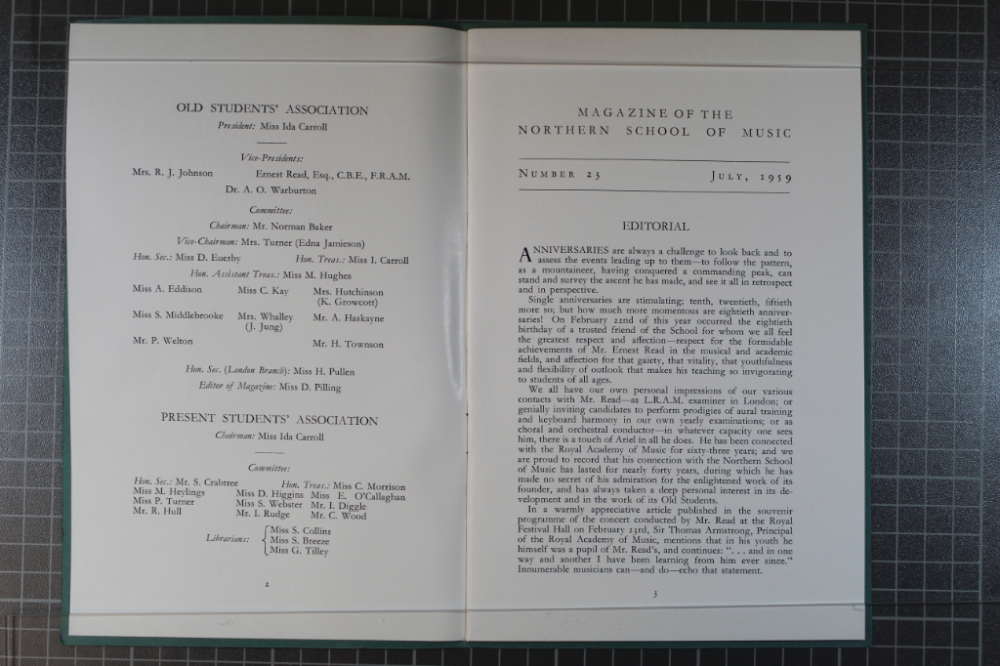 OLD STUDENTS' ASSOCIATION
President: Miss Ida Carroll
Vice-Presidents:
Mrs. R. J. Johnson Ernest Read, Esq., C.B.E., F.R.A.M.
Dr. A. O. Warburton
Committee:
Chairman: Mr. Norman Baker
Vice-Chairman: Mrs. Turner (Edna Jamieson)
Hon. Sec.: Miss D. Euerby Hon. Treas.: Miss I. Carroll
Hon. Assistant Treas.: Miss M. Hughes
Miss A. Eddison Miss C. Kay Mrs. Hutchinson
(K. Growcott)
Miss S. Middlebrooke Mrs. Whalley Mr. A. Haskayne
(J. Jung)
Mr. P. Welton Mr. H. Townson
Hon. Sec. (London Branch): Miss H. Pullen
Editor of Magazine: Miss D. Pilling
PRESENT STUDENTS' ASSOCIATION
Chairman: Miss Ida Carroll
Committee:
Hon. Sec.: Mr. S. Crabtree Hon. Treas.: Miss C. Morrison
Miss M. Heylings Miss D. Higgins Miss E. O'Callaghan
Miss P. Turner Miss S. Webster Mr. I. Diggle
Mr. R. Hull Mr. I. Rudge Mr. C. Wood
Miss S. Collins
Librarians: Miss S. Breeze
Miss G. Tilley
2
MAGAZINE OF THE
NORTHERN SCHOOL OF MUSIC
NUMBER 23 JULY, 1959
EDITORIAL
ANNIVERSARIES are always a challenge to look back and to
assess the events leading up to them—to follow the pattern,
as a mountaineer, having conquered a commanding peak, can
stand and survey the ascent he has made, and see it all in retrospect
and in perspective.
Single anniversaries are stimulating; tenth, twentieth, fiftieth
more so; but how much more momentous are eightieth anniver-
saries! On February 22nd of this year occurred the eightieth
birthday of a trusted friend of the School for whom we all feel
the greatest respect and affection—respect for the formidable
achievements of Mr. Ernest Read in the musical and academic
fields, and affection for that gaiety, that vitality, that youthfulness
and flexibility of outlook that makes his teaching so invigorating
to students of all ages.
We all have our own personal impressions of our various
contacts with Mr. Read—as L.R.A.M. examiner in London; or
genially inviting candidates to perform prodigies of aural training
and keyboard harmony in our own yearly examinations; or as
choral and orchestral conductor—in whatever capacity one sees
him, there is a touch of Ariel in all he does. He has been connected
with the Royal Academy of Music for sixty-three years; and we
are proud to record that his connection with the Northern School
of Music has lasted for nearly forty years, during which he has
made no secret of his admiration for the enlightened work of its
founder, and has always taken a deep personal interest in its de-
velopment and in the work of its Old Students.
In a warmly appreciative article published in the souvenir
programme of the concert conducted by Mr. Read at the Royal
Festival Hall on February 23rd, Sir Thomas Armstrong, Principal
of the Royal Academy of Music, mentions that in his youth he
himself was a pupil of Mr. Read's, and continues: ". . . and in one
way and another I have been learning from him ever since."
Innumerable musicians can—and do—echo that statement.
3